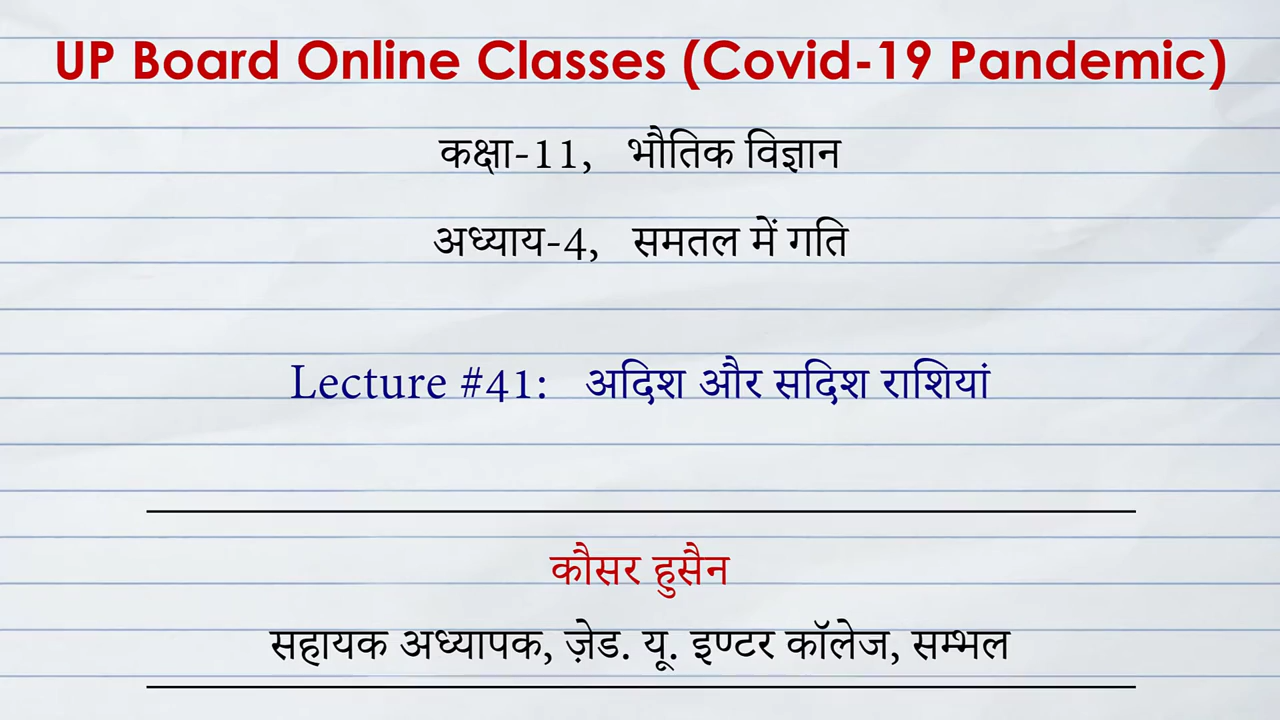 UP Board Online Classes (Covid-19 Pandemic)
कक्षा-11, भौतिक विज्ञान
अध्याय-4, समतल में गति
Lecture #41: अदिश और सदिश राशियां
कौसर हुसैन
सहायक अध्यापक, ज़ेड. यू. इण्टर कॉलेज, सम्भल